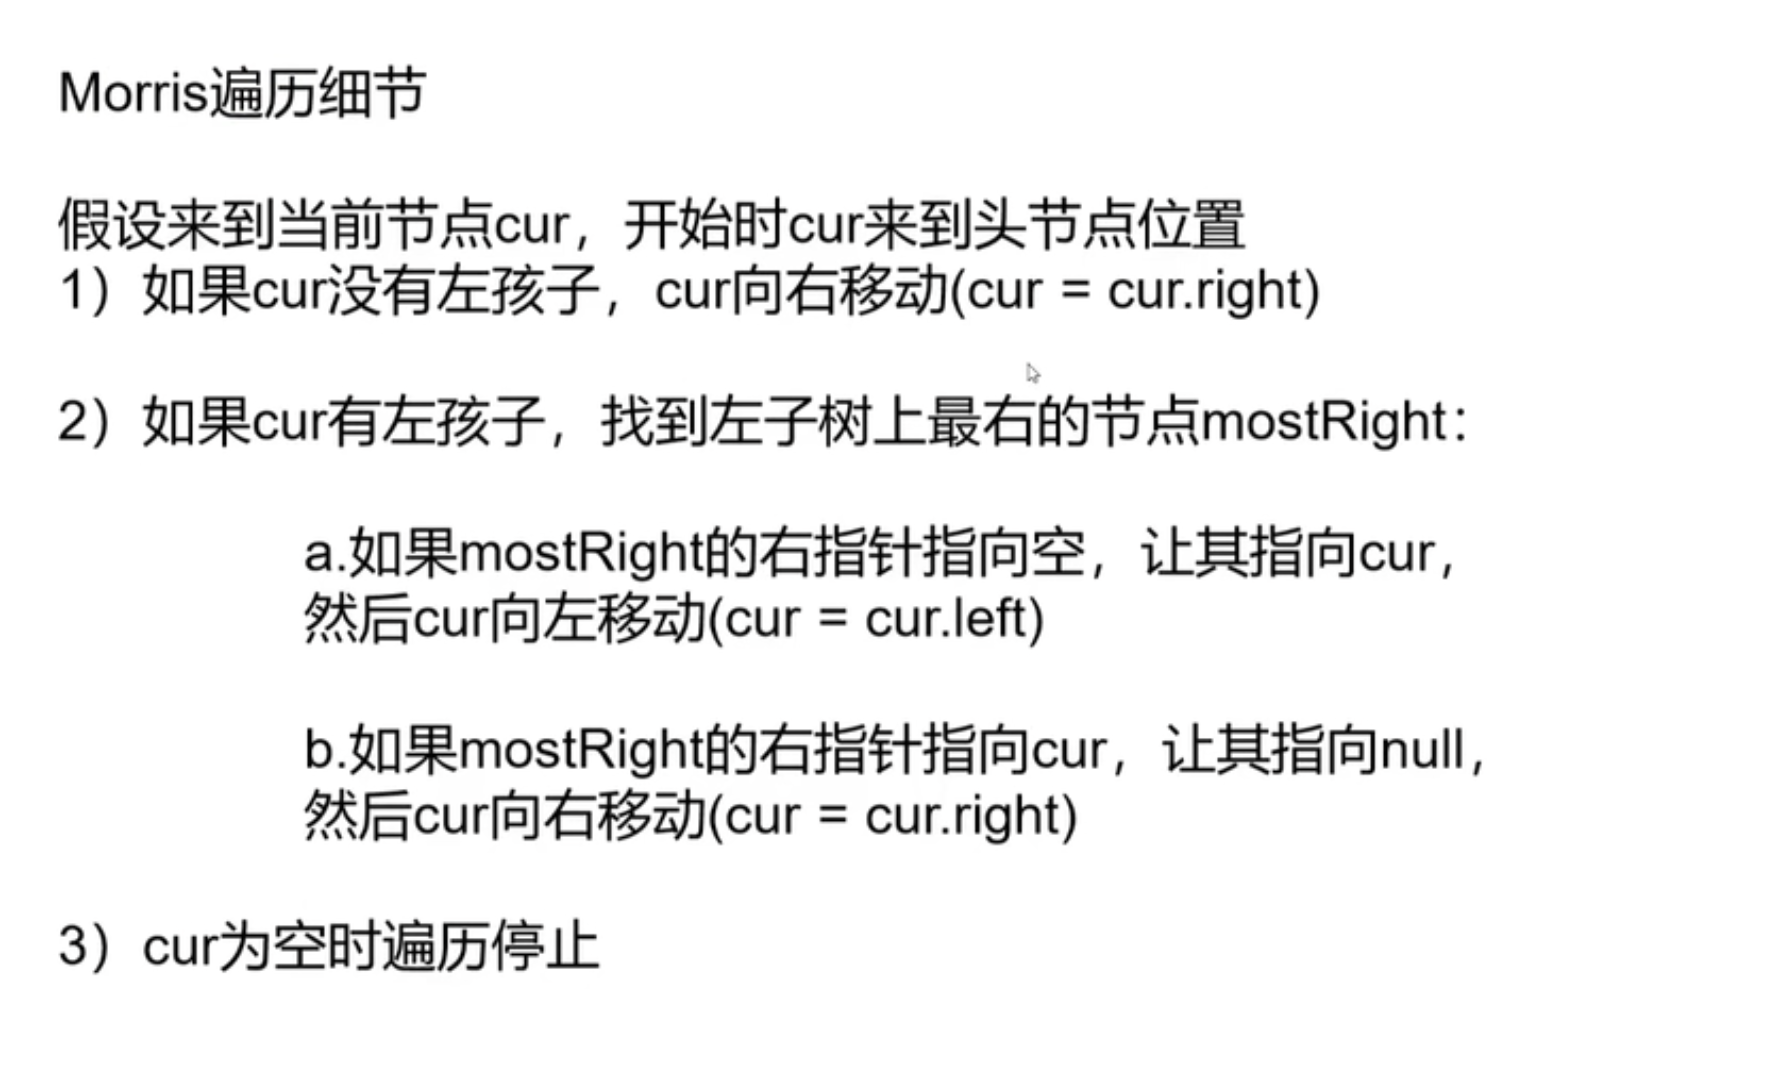 Morris遍历细节
假设来到当前节点cur，开始时cur来到头节点位置
1）如果cur没有左孩子，cur向右移动(cur = cur.right)
2）如果cur有左孩子，找到左子树上最右的节点mostRight：
a.如果mostRight的右指针指向空，让其指向cur，
然后cur向左移动(cur = cur.left)
b.如果mostRight的右指针指向cur，让其指向null，
然后cur向右移动(cur = cur.right)
3）cur为空时遍历停止